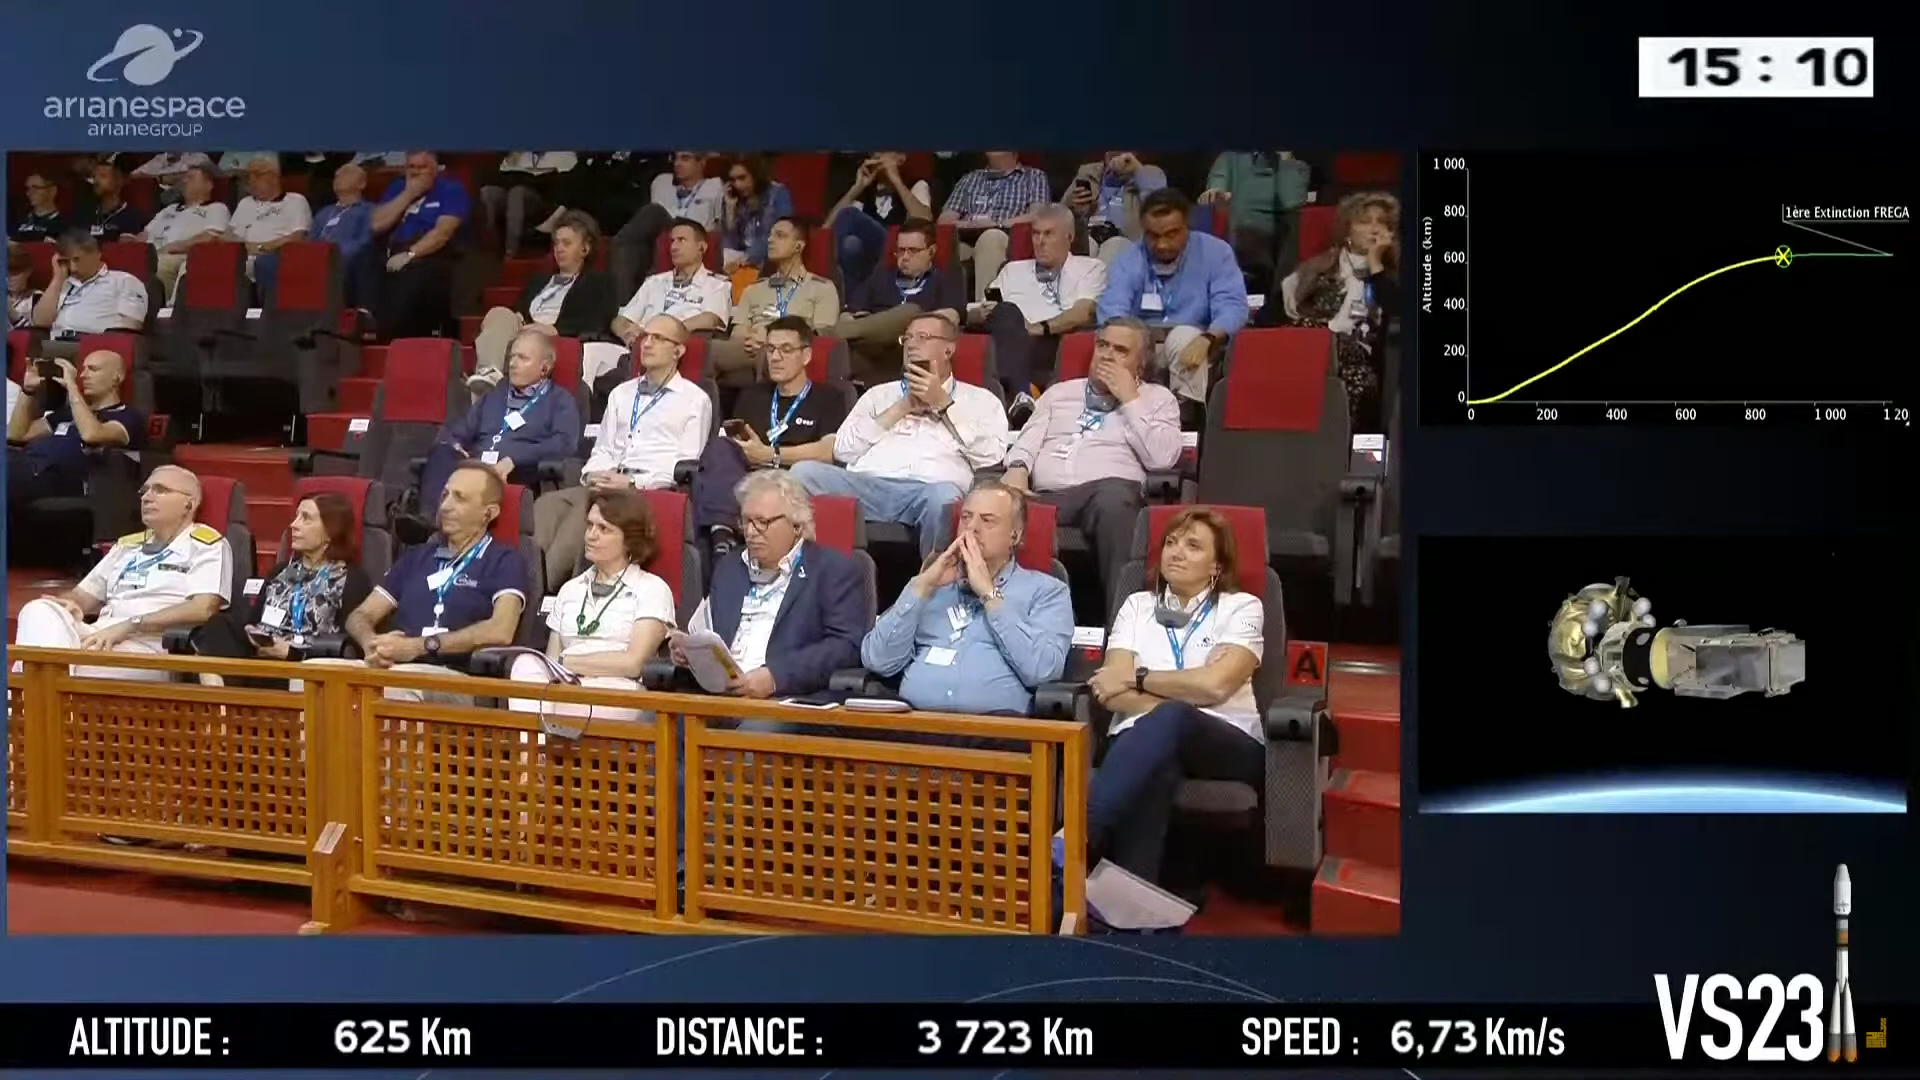 arianespace
arianeGROUP
15 : 10
1 000
800
600
400
200
0
Altitude (km)
1ère Extinction FREGA
0 200 400 600 800 1 000 1 20
A
VS23
ALTITUDE : 625 Km DISTANCE : 3 723 Km SPEED : 6,73 Km/s